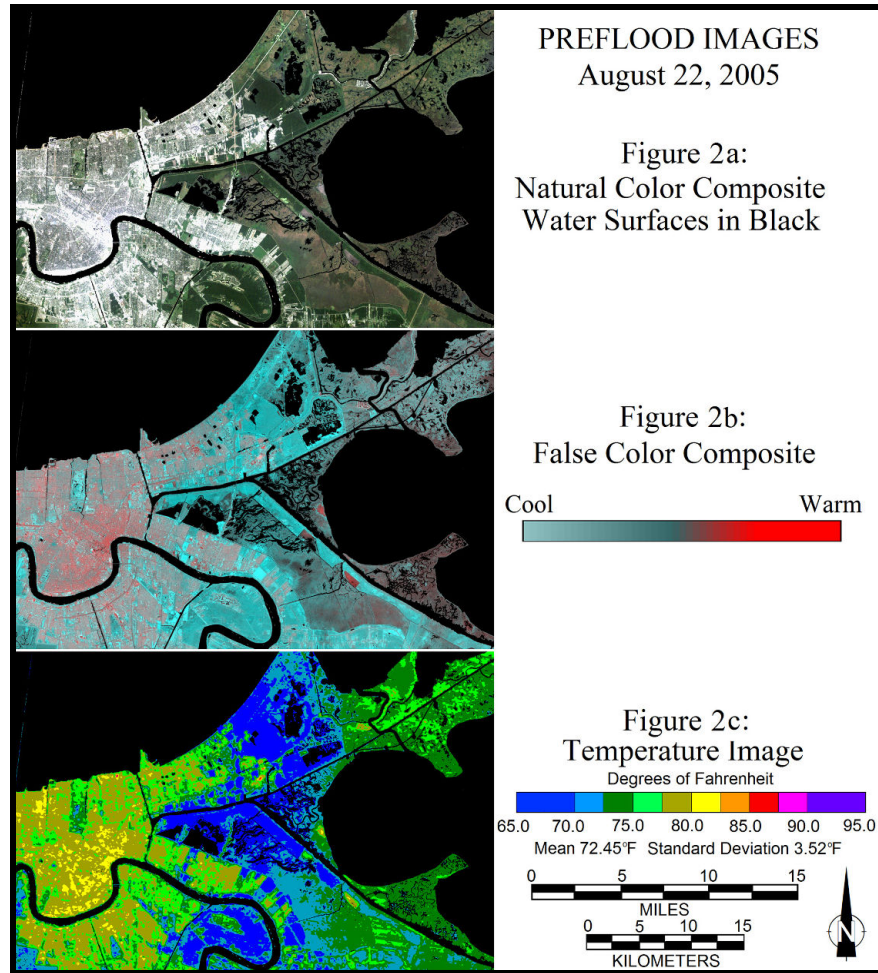 PREFLOOD IMAGES
August 22, 2005
Figure 2a:
Natural Color Composite
Water Surfaces in Black
Figure 2b:
False Color Composite
Cool Warm
Figure 2c:
Temperature Image
Degrees of Fahrenheit
65.0 70.0 75.0 80.0 85.0 90.0 95.0
Mean 72.45°F Standard Deviation 3.52°F
0 5 10 15
MILES
0 5 10 15
KILOMETERS
N